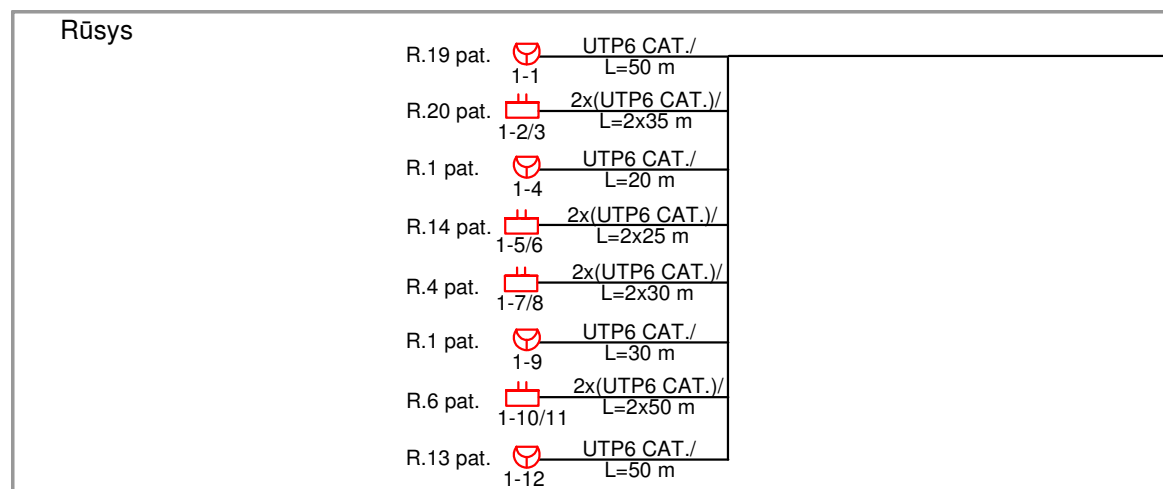 Rūsys
R.19 pat.
UTP6 CAT./
L=50 m
1-1
R.20 pat.
2x(UTP6 CAT.)/
L=2x35 m
1-2/3
R.1 pat.
UTP6 CAT./
L=20 m
1-4
R.14 pat.
2x(UTP6 CAT.)/
L=2x25 m
1-5/6
R.4 pat.
2x(UTP6 CAT.)/
L=2x30 m
1-7/8
R.1 pat.
UTP6 CAT./
L=30 m
1-9
R.6 pat.
2x(UTP6 CAT.)/
L=2x50 m
1-10/11
R.13 pat.
UTP6 CAT./
L=50 m
1-12